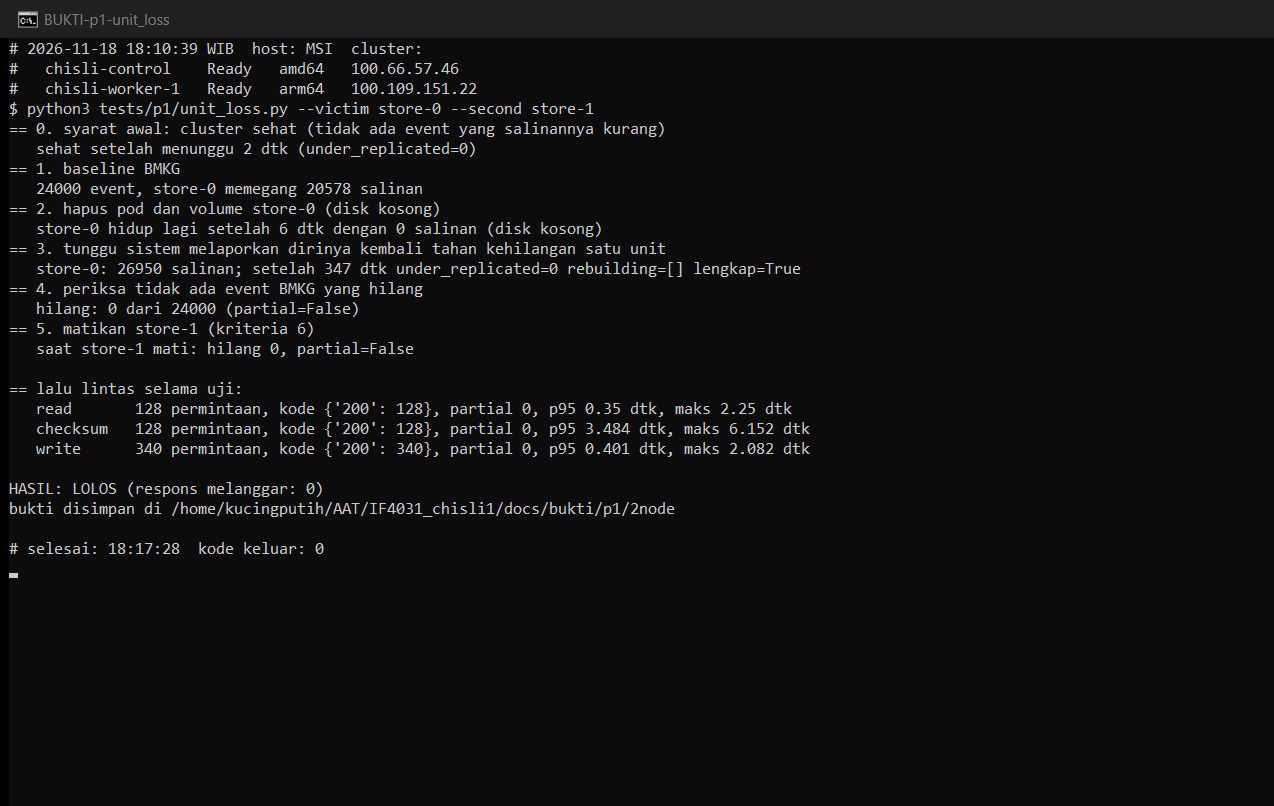 BUKTI-p1-unit_loss
# 2026-11-18 18:10:39 WIB  host: MSI  cluster:
#   chisli-control    Ready   amd64   100.66.57.46
#   chisli-worker-1   Ready   arm64   100.109.151.22
$ python3 tests/p1/unit_loss.py --victim store-0 --second store-1
== 0. syarat awal: cluster sehat (tidak ada event yang salinannya kurang)
   sehat setelah menunggu 2 dtk (under_replicated=0)
== 1. baseline BMKG
   24000 event, store-0 memegang 20578 salinan
== 2. hapus pod dan volume store-0 (disk kosong)
   store-0 hidup lagi setelah 6 dtk dengan 0 salinan (disk kosong)
== 3. tunggu sistem melaporkan dirinya kembali tahan kehilangan satu unit
   store-0: 26950 salinan; setelah 347 dtk under_replicated=0 rebuilding=[] lengkap=True
== 4. periksa tidak ada event BMKG yang hilang
   hilang: 0 dari 24000 (partial=False)
== 5. matikan store-1 (kriteria 6)
   saat store-1 mati: hilang 0, partial=False
== lalu lintas selama uji:
   read       128 permintaan, kode {'200': 128}, partial 0, p95 0.35 dtk, maks 2.25 dtk
   checksum   128 permintaan, kode {'200': 128}, partial 0, p95 3.484 dtk, maks 6.152 dtk
   write      340 permintaan, kode {'200': 340}, partial 0, p95 0.401 dtk, maks 2.082 dtk
HASIL: LOLOS (respons melanggar: 0)
bukti disimpan di /home/kucingputih/AAT/IF4031_chisli1/docs/bukti/p1/2node
# selesai: 18:17:28  kode keluar: 0